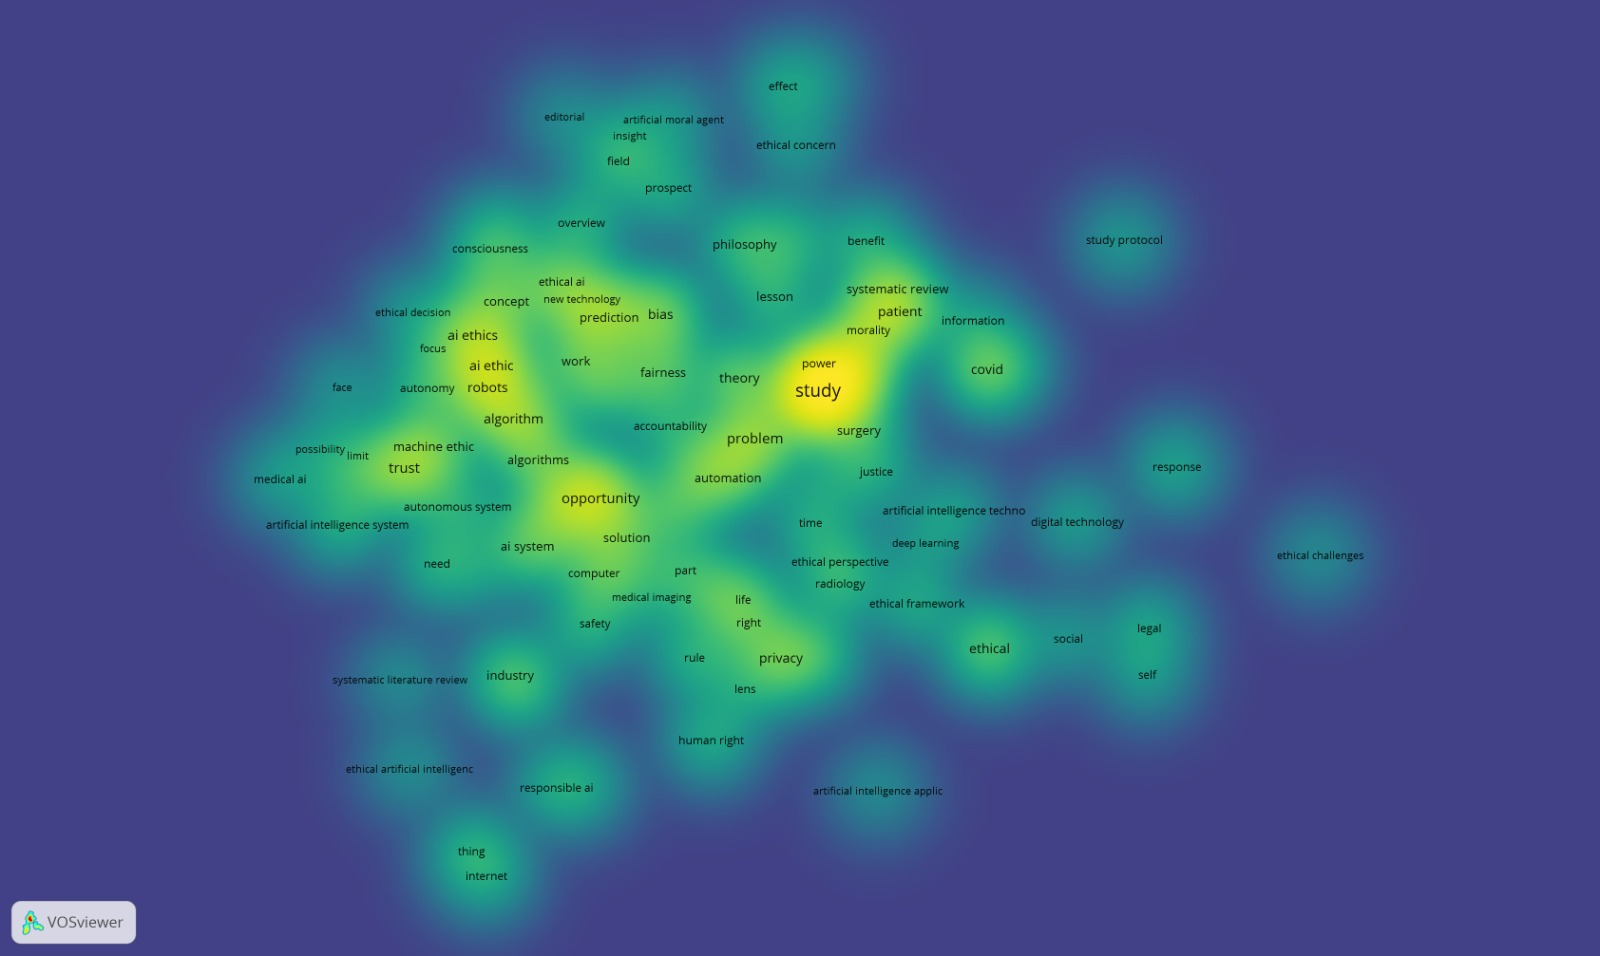 effect
editorial
artificial moral agent
insight
ethical concern
field
prospect
overview
study protocol
consciousness
philosophy
benefit
ethical ai
systematic review
lesson
concept
new technology
ethical decision
prediction
bias
patient
information
morality
ai ethics
focus
work
power
ai ethic
fairness
theory
covid
face
autonomy
robots
study
algorithm
accountability
surgery
problem
possibility
limit
machine ethic
algorithms
trust
response
justice
medical ai
automation
opportunity
autonomous system
artificial intelligence techno
artificial intelligence system
time
digital technology
solution
ai system
deep learning
ethical challenges
need
computer
part
ethical perspective
radiology
medical imaging
life
ethical framework
safety
right
legal
social
ethical
rule
privacy
industry
self
systematic literature review
lens
human right
ethical artificial intelligenc
responsible ai
artificial intelligence applic
thing
internet
VOSviewer